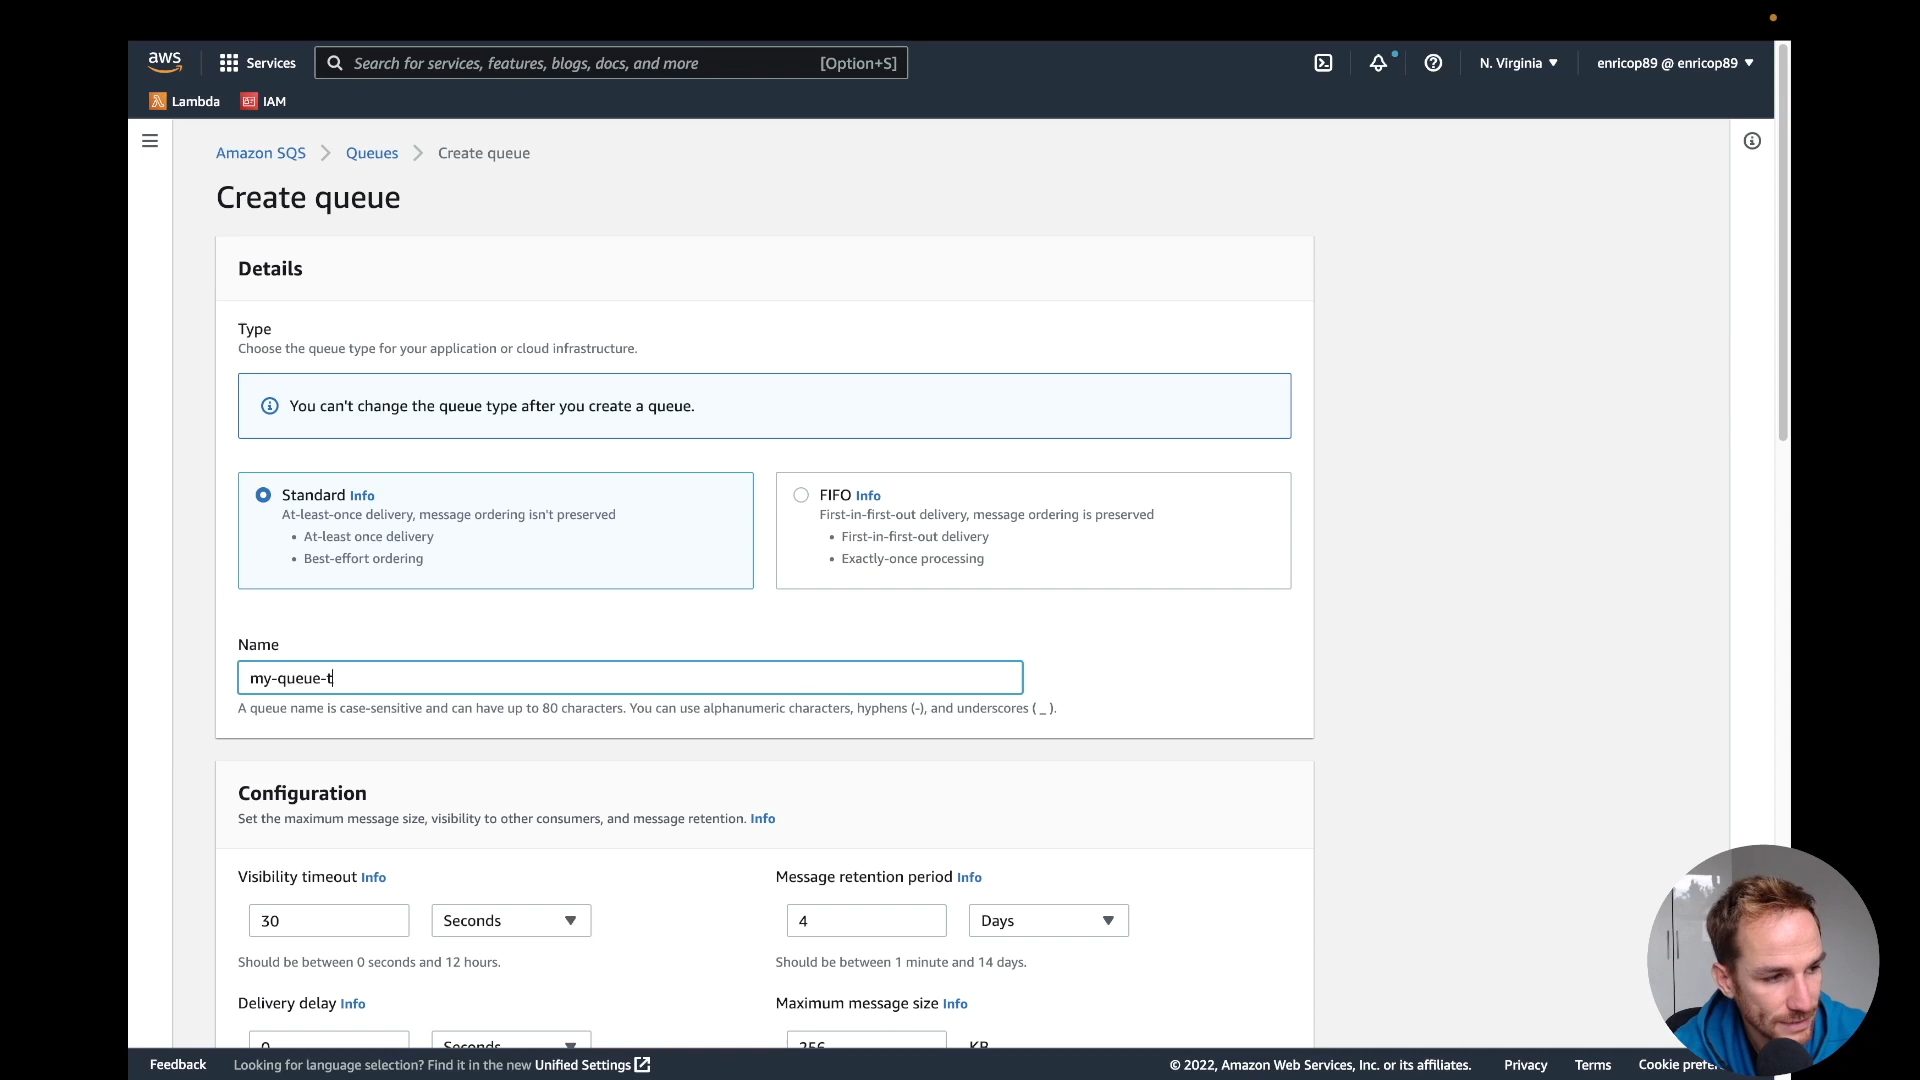 aws
Services
Search for services, features, blogs, docs, and more [Option+S]
N. Virginia
enricop89 @ enricop89
Lambda
IAM
Amazon SQS
Queues
Create queue
Create queue
Details
Type
Choose the queue type for your application or cloud infrastructure.
You can't change the queue type after you create a queue.
Standard Info
At-least-once delivery, message ordering isn't preserved
• At-least once delivery
• Best-effort ordering
FIFO Info
First-in-first-out delivery, message ordering is preserved
• First-in-first-out delivery
• Exactly-once processing
Name
my-queue-t
A queue name is case-sensitive and can have up to 80 characters. You can use alphanumeric characters, hyphens (-), and underscores ( _ ).
Configuration
Set the maximum message size, visibility to other consumers, and message retention. Info
Visibility timeout Info
30 Seconds
Should be between 0 seconds and 12 hours.
Message retention period Info
4 Days
Should be between 1 minute and 14 days.
Delivery delay Info
0 Seconds
Maximum message size Info
256 KB
Feedback
Looking for language selection? Find it in the new Unified Settings
© 2022, Amazon Web Services, Inc. or its affiliates.
Privacy
Terms
Cookie